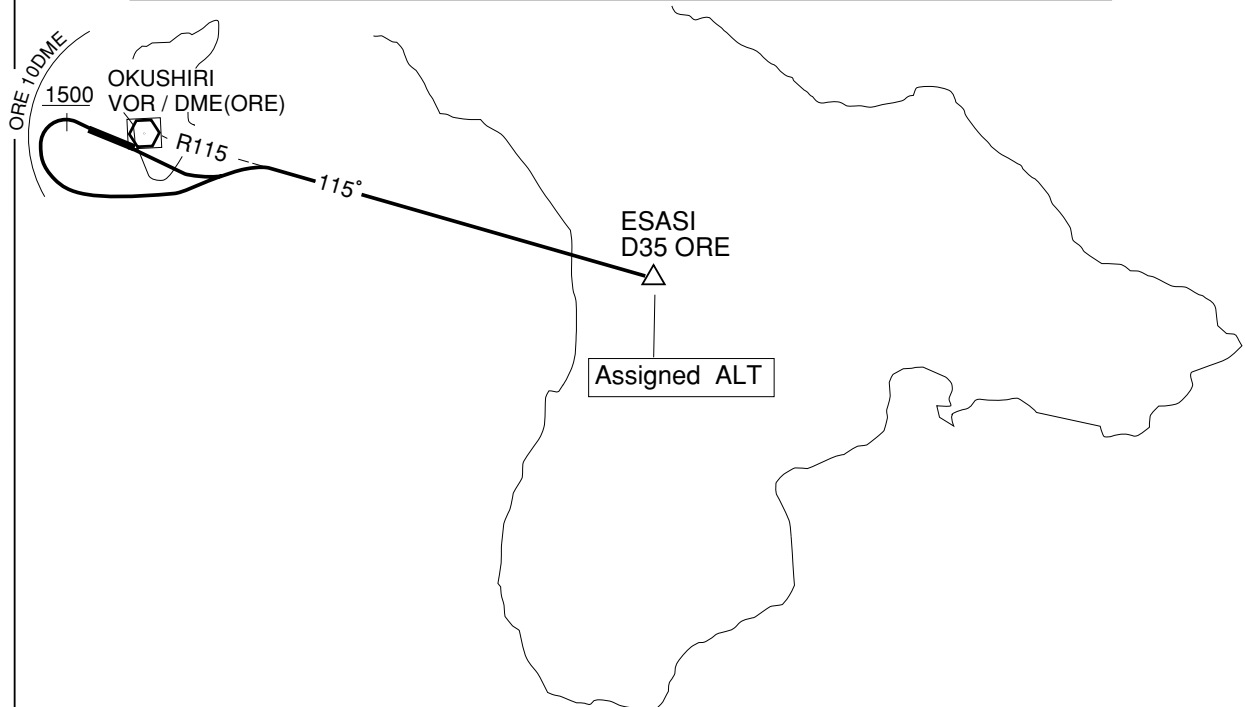 ORE 10DME
1500
OKUSHIRI
VOR / DME(ORE)
R115
115°
ESASI
D35 ORE
Assigned ALT